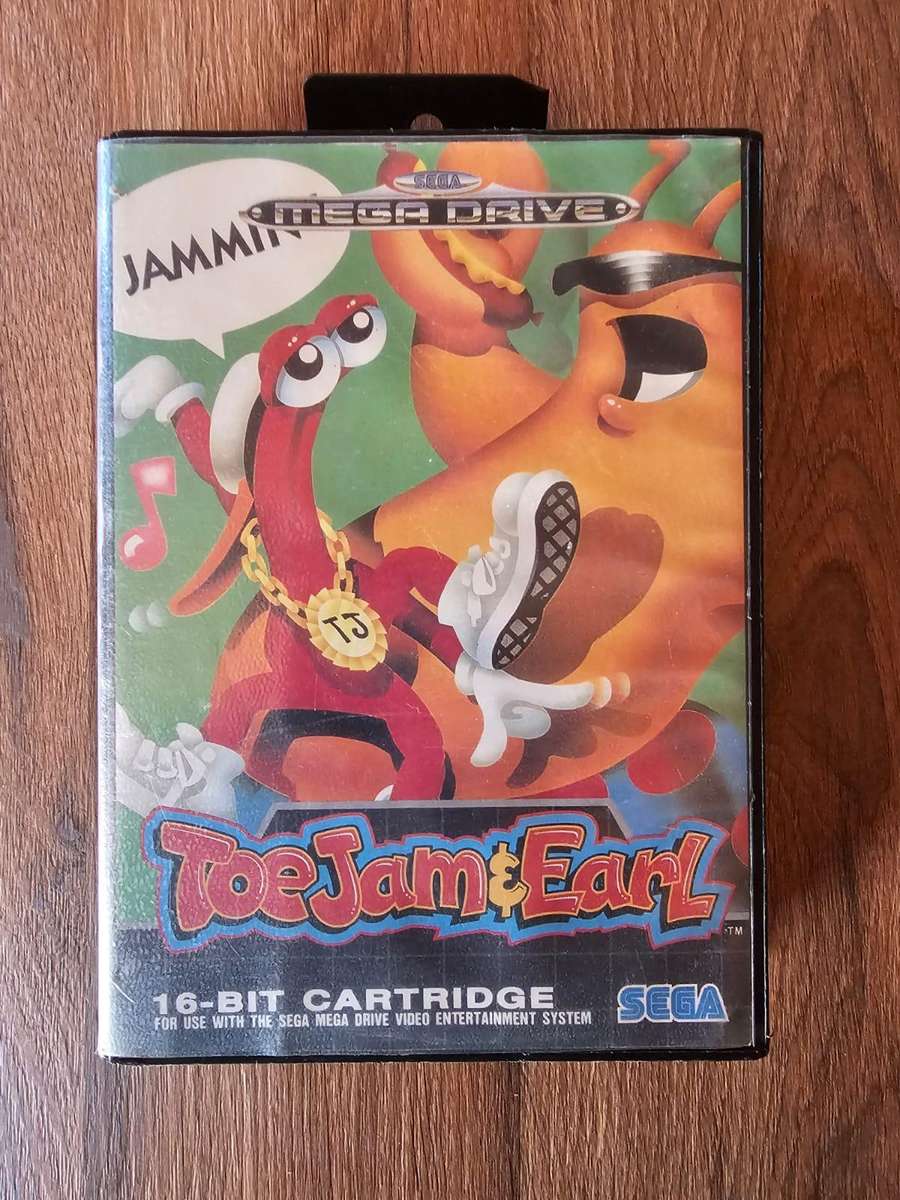 SEGA
MEGA DRIVE
JAMMIN'
TJ
ToeJam & Earl
TM
16-BIT CARTRIDGE
FOR USE WITH THE SEGA MEGA DRIVE VIDEO ENTERTAINMENT SYSTEM
SEGA